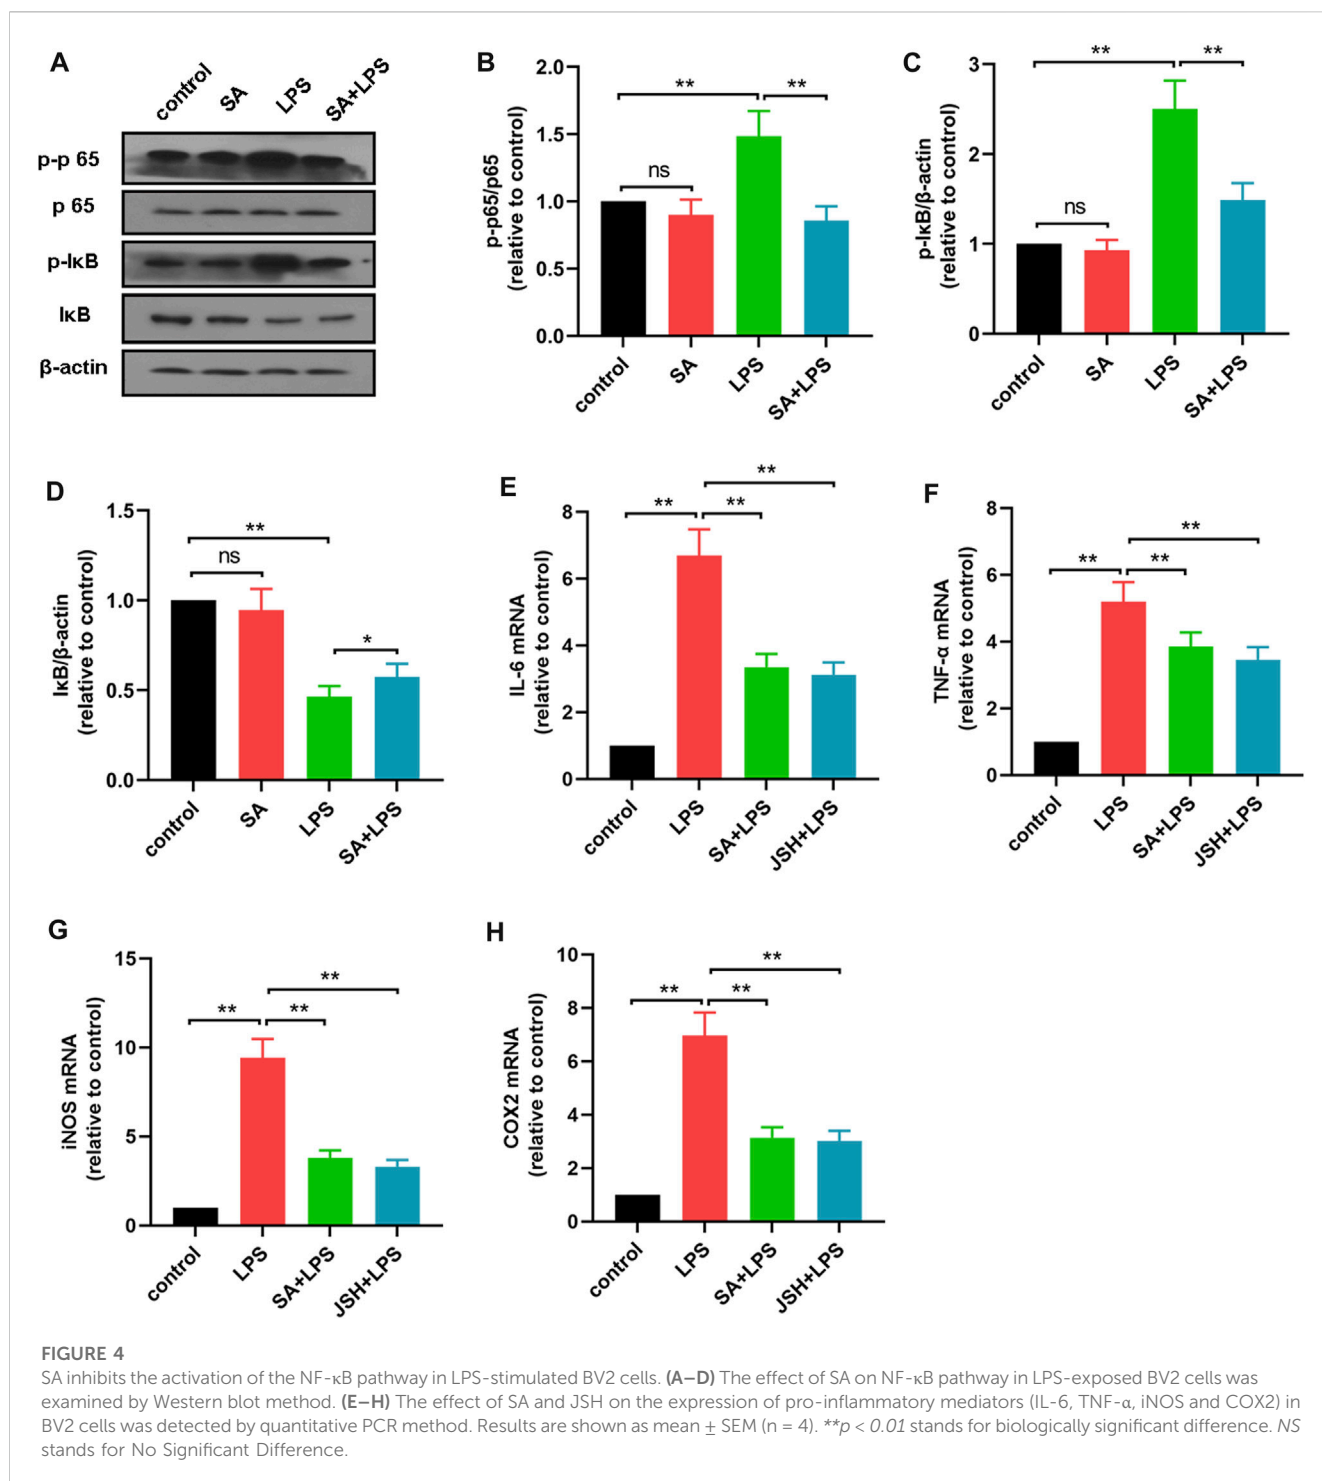 A
control
SA
LPS
SA+LPS
p-p 65
p 65
p-IκB
IκB
β-actin
B
p-p65/p65
(relative to control)
2.0
1.5
1.0
0.5
0.0
**
**
ns
control
SA
LPS
SA+LPS
C
p-IκB/β-actin
(relative to control)
3
2
1
0
**
**
ns
control
SA
LPS
SA+LPS
D
IκB/β-actin
(relative to control)
1.5
1.0
0.5
0.0
**
ns
*
control
SA
LPS
SA+LPS
E
IL-6 mRNA
(relative to control)
8
6
4
2
0
**
**
**
control
LPS
SA+LPS
JSH+LPS
F
TNF-α mRNA
(relative to control)
8
6
4
2
0
**
**
**
control
LPS
SA+LPS
JSH+LPS
G
iNOS mRNA
(relative to control)
15
10
5
0
**
**
**
control
LPS
SA+LPS
JSH+LPS
H
COX2 mRNA
(relative to control)
10
8
6
4
2
0
**
**
**
control
LPS
SA+LPS
JSH+LPS
FIGURE 4
SA inhibits the activation of the NF-κB pathway in LPS-stimulated BV2 cells. (A–D) The effect of SA on NF-κB pathway in LPS-exposed BV2 cells was
examined by Western blot method. (E–H) The effect of SA and JSH on the expression of pro-inflammatory mediators (IL-6, TNF-α, iNOS and COX2) in
BV2 cells was detected by quantitative PCR method. Results are shown as mean ± SEM (n = 4). **p < 0.01 stands for biologically significant difference. NS
stands for No Significant Difference.